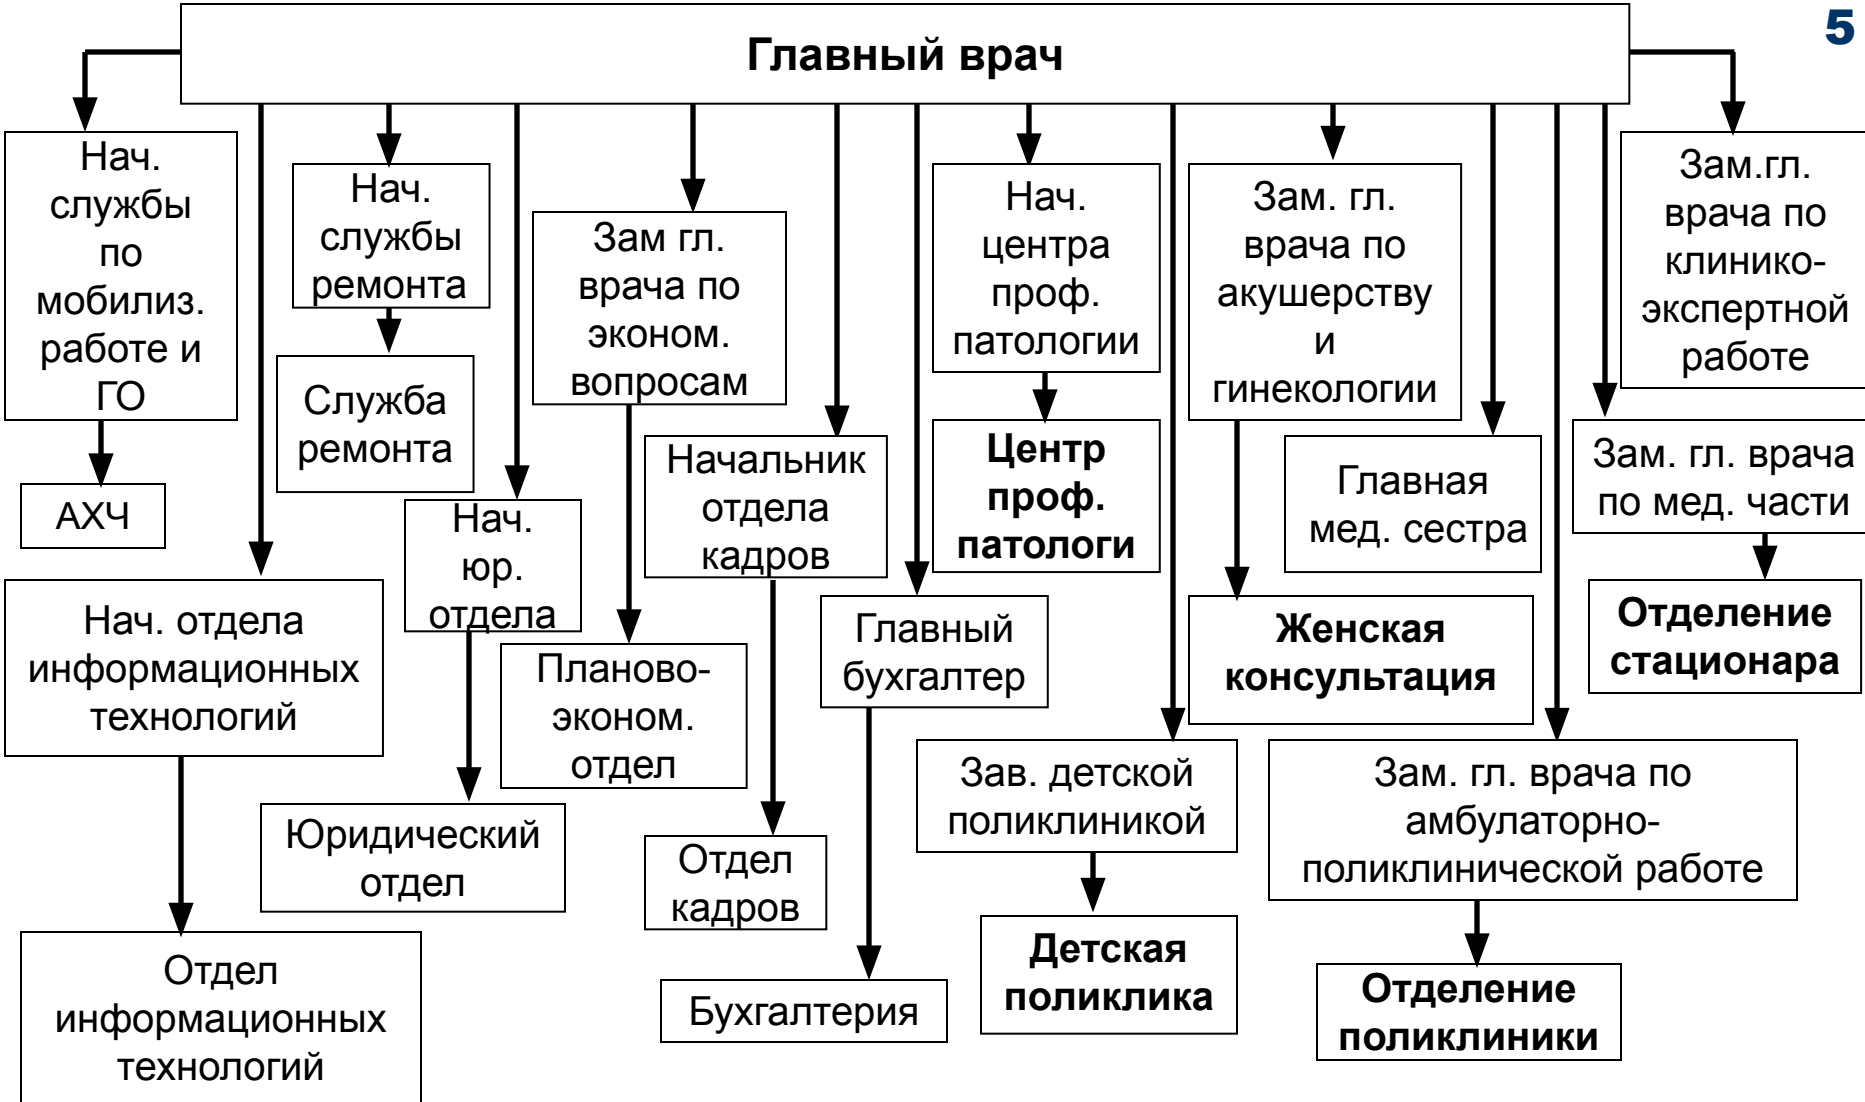 5
Главный врач
Нач.
службы
по
мобилиз.
работе и
ГО
Нач.
службы
ремонта
Зам гл.
врача по
эконом.
вопросам
Нач.
центра
проф.
патологии
Зам. гл.
врача по
акушерству
и
гинекологии
Зам.гл.
врача по
клинико-
экспертной
работе
Служба
ремонта
АХЧ
Нач.
юр.
отдела
Начальник
отдела
кадров
Центр
проф.
патологи
Главная
мед. сестра
Зам. гл. врача
по мед. части
Нач. отдела
информационных
технологий
Планово-
эконом.
отдел
Главный
бухгалтер
Женская
консультация
Отделение
стационара
Юридический
отдел
Отдел
кадров
Зав. детской
поликлиникой
Зам. гл. врача по
амбулаторно-
поликлинической работе
Отдел
информационных
технологий
Бухгалтерия
Детская
поликлика
Отделение
поликлиники